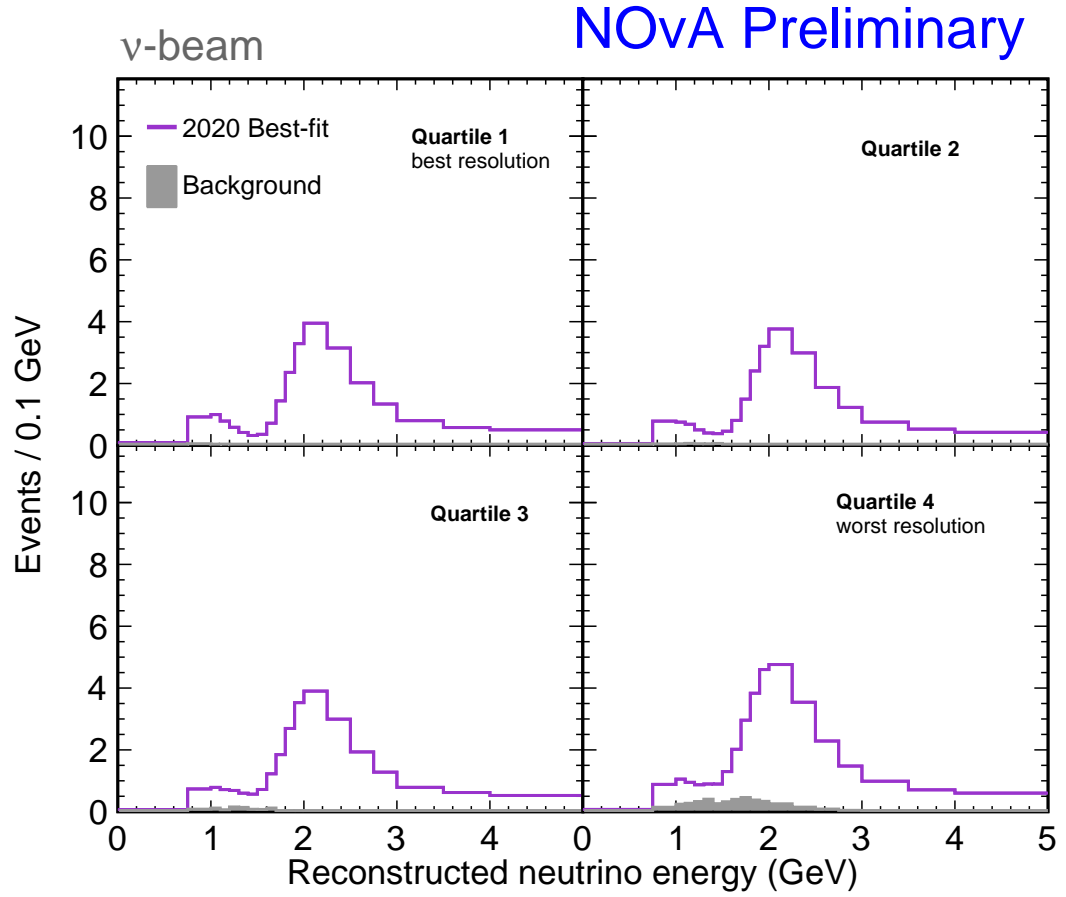 ν-beam
NOvA Preliminary
2020 Best-fit
Background
Quartile 1
best resolution
Quartile 2
10
8
6
4
2
0
Quartile 3
Quartile 4
worst resolution
10
8
6
4
2
0
0 1 2 3 4 0 1 2 3 4 5
Events / 0.1 GeV
Reconstructed neutrino energy (GeV)